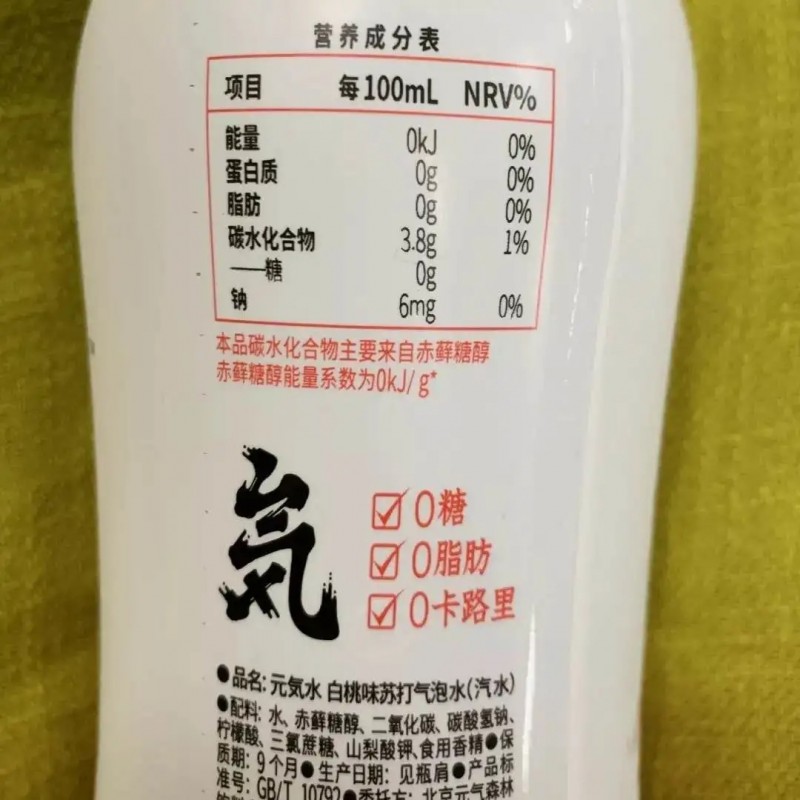 营养成分表
项目 每100mL NRV%
能量 0kJ 0%
蛋白质 0g 0%
脂肪 0g 0%
碳水化合物 3.8g 1%
——糖 0g
钠 6mg 0%
本品碳水化合物主要来自赤藓糖醇
赤藓糖醇能量系数为0kJ/g*
気
0糖
0脂肪
0卡路里
●品名: 元気水 白桃味苏打气泡水(汽水)
●配料: 水、赤藓糖醇、二氧化碳、碳酸氢钠、
柠檬酸、三氯蔗糖、山梨酸钾、食用香精●保
质期: 9个月●生产日期: 见瓶肩●产品标
准号: GB/T 10792●委托方: 北京元气森林